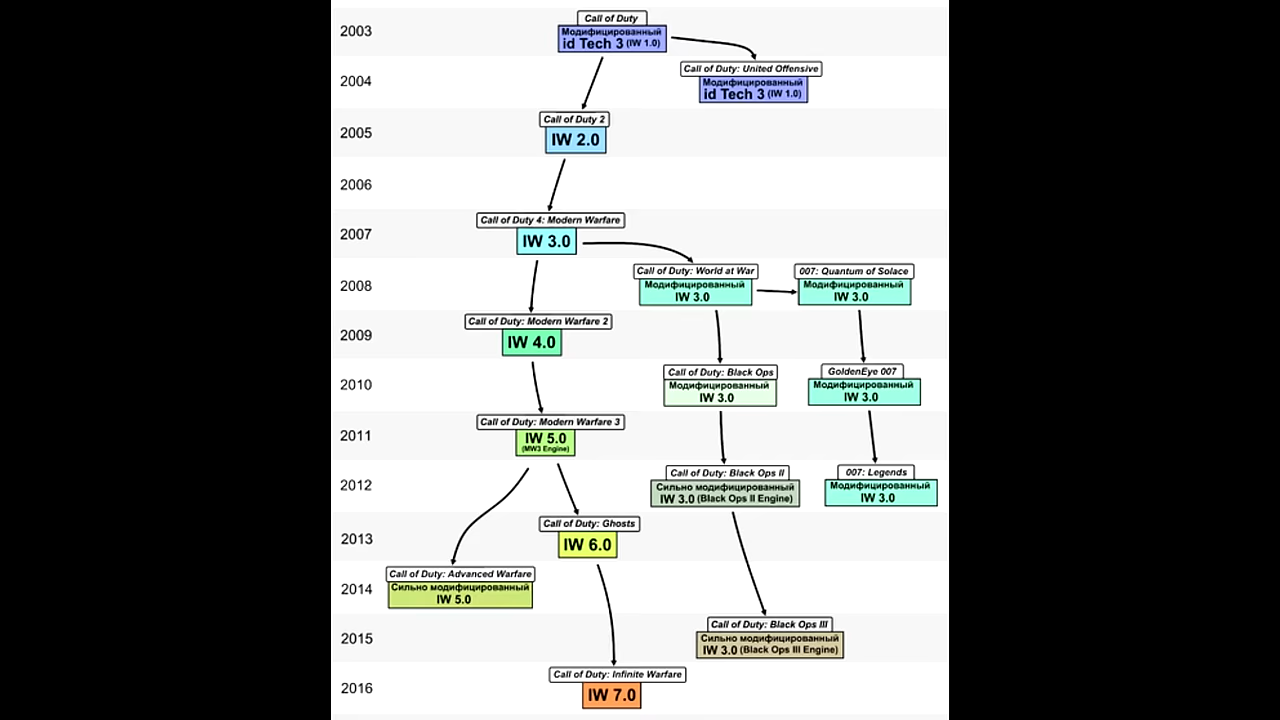 2003
Call of Duty
Модифицированный
id Tech 3 (IW 1.0)
2004
Call of Duty: United Offensive
Модифицированный
id Tech 3 (IW 1.0)
2005
Call of Duty 2
IW 2.0
2006
2007
Call of Duty 4: Modern Warfare
IW 3.0
2008
Call of Duty: World at War
Модифицированный
IW 3.0
007: Quantum of Solace
Модифицированный
IW 3.0
2009
Call of Duty: Modern Warfare 2
IW 4.0
2010
Call of Duty: Black Ops
Модифицированный
IW 3.0
GoldenEye 007
Модифицированный
IW 3.0
2011
Call of Duty: Modern Warfare 3
IW 5.0
(MW3 Engine)
2012
Call of Duty: Black Ops II
Сильно модифицированный
IW 3.0 (Black Ops II Engine)
007: Legends
Модифицированный
IW 3.0
2013
Call of Duty: Ghosts
IW 6.0
2014
Call of Duty: Advanced Warfare
Сильно модифицированный
IW 5.0
2015
Call of Duty: Black Ops III
Сильно модифицированный
IW 3.0 (Black Ops III Engine)
2016
Call of Duty: Infinite Warfare
IW 7.0